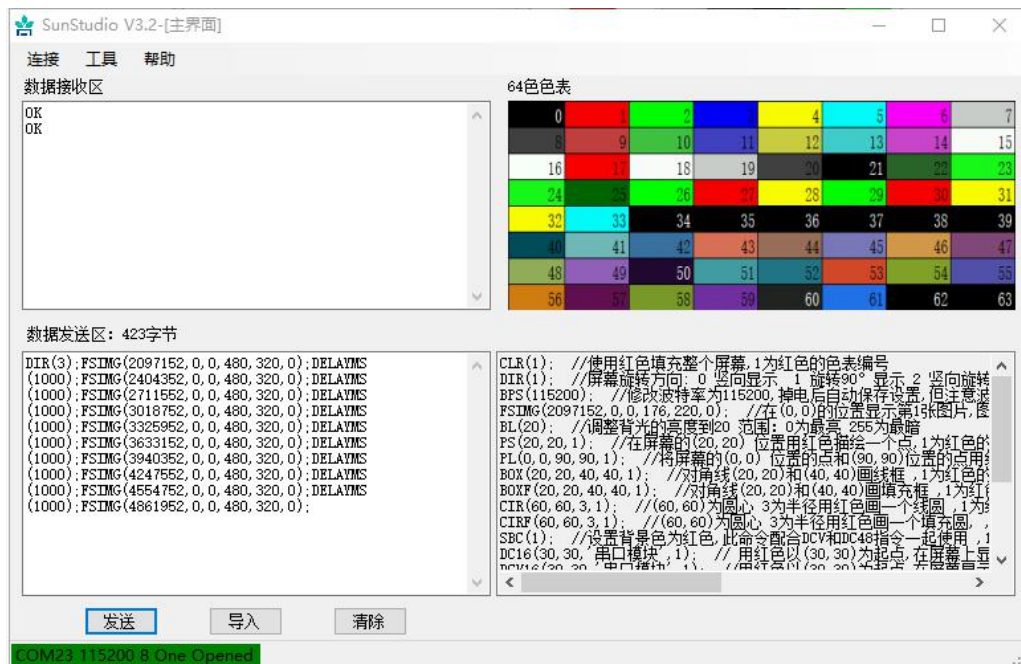 SunStudio V3.2-[主界面]
连接 工具 帮助
数据接收区
OK
OK
64色色表
0 1 2 3 4 5 6 7
8 9 10 11 12 13 14 15
16 17 18 19 20 21 22 23
24 25 26 27 28 29 30 31
32 33 34 35 36 37 38 39
40 41 42 43 44 45 46 47
48 49 50 51 52 53 54 55
56 57 58 59 60 61 62 63
数据发送区：423字节
DIR(3);FSIMG(2097152,0,0,480,320,0);DELAYMS
(1000);FSIMG(2404352,0,0,480,320,0);DELAYMS
(1000);FSIMG(2711552,0,0,480,320,0);DELAYMS
(1000);FSIMG(3018752,0,0,480,320,0);DELAYMS
(1000);FSIMG(3325952,0,0,480,320,0);DELAYMS
(1000);FSIMG(3633152,0,0,480,320,0);DELAYMS
(1000);FSIMG(3940352,0,0,480,320,0);DELAYMS
(1000);FSIMG(4247552,0,0,480,320,0);DELAYMS
(1000);FSIMG(4554752,0,0,480,320,0);DELAYMS
(1000);FSIMG(4861952,0,0,480,320,0);
CLR(1); //使用红色填充整个屏幕,1为红色的色表编号
DIR(1); //屏幕旋转方向: 0 竖向显示 1 旋转90°显示 2 竖向旋转
BPS(115200); //修改波特率为115200,掉电后自动保存设置,但注意波
FSIMG(2097152,0,0,176,220,0); //在(0,0)的位置显示第1张图片,图
BL(20); //调整背光的亮度到20 范围: 0为最亮 255为最暗
PS(20,20,1); //在屏幕的(20,20) 位置用红色描绘一个点,1为红色的
PL(0,0,90,90,1); //将屏幕的(0,0) 位置的点和(90,90)位置的点用
BOX(20,20,40,40,1); //对角线(20,20)和(40,40)画线框 ,1为红色的
BOXF(20,20,40,40,1); //对角线(20,20)和(40,40)画填充框 ,1为
CIR(60,60,3,1); //(60,60)为圆心 3为半径用红色画一个线圆 ,1为
CIRF(60,60,3,1); //(60,60)为圆心 3为半径用红色画一个填充圆 ,
SBC(1); //设置背景色为红色,此命令配合DCV和DC48指令一起使用 ,1
DC16(30,30,'串口模块',1); // 用红色以(30,30)为起点,在屏幕上显
发送 导入 清除
COM23 115200 8 One Opened